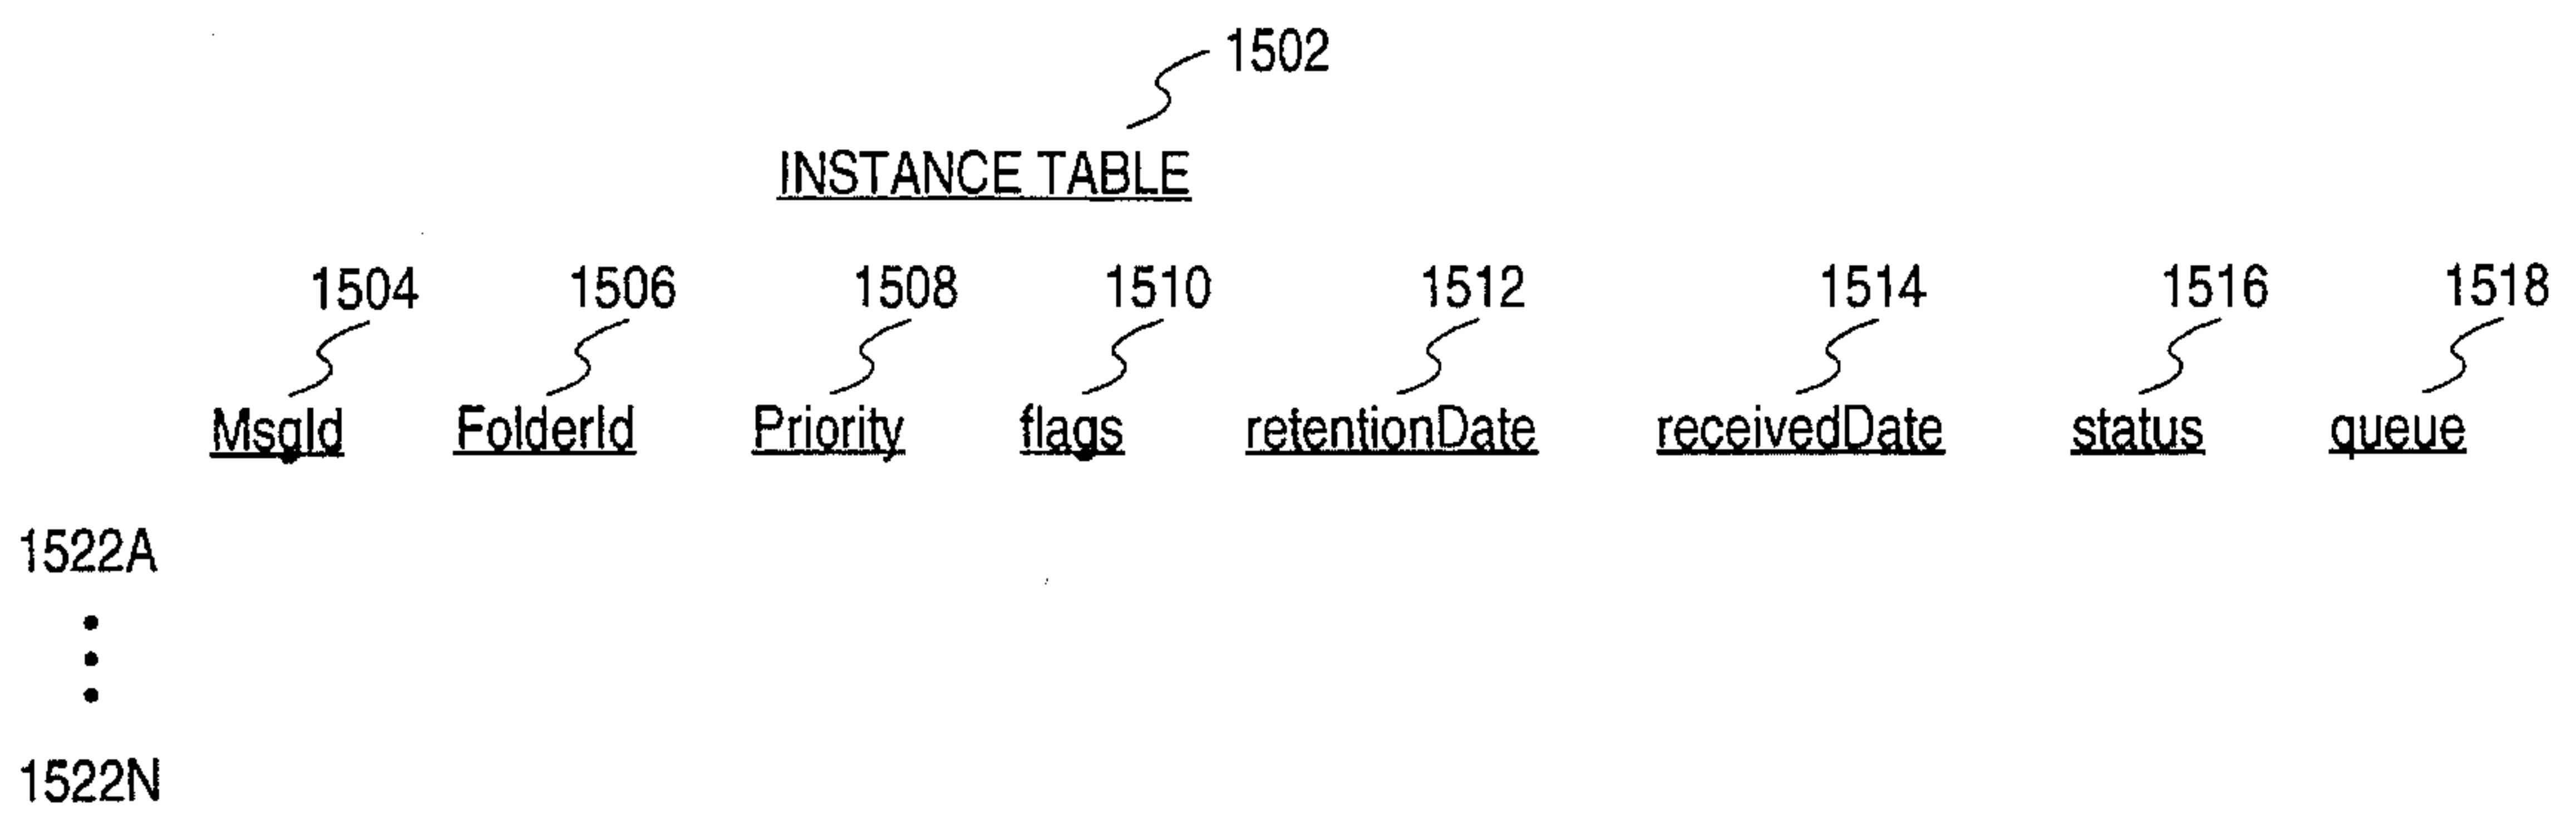 1502
INSTANCE TABLE
1504 1506 1508 1510 1512 1514 1516 1518
MsgId FolderId Priority flags retentionDate receivedDate status queue
1522A
1522N